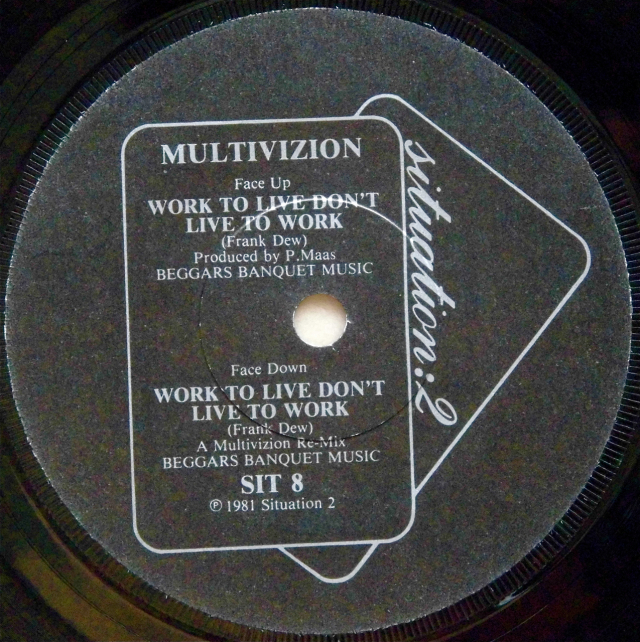 MULTIVIZION
Face Up
WORK TO LIVE DON'T
LIVE TO WORK
(Frank Dew)
Produced by P.Maas
BEGGARS BANQUET MUSIC
Face Down
WORK TO LIVE DON'T
LIVE TO WORK
(Frank Dew)
A Multivizion Re-Mix
BEGGARS BANQUET MUSIC
SIT 8
℗ 1981 Situation 2
situation:2